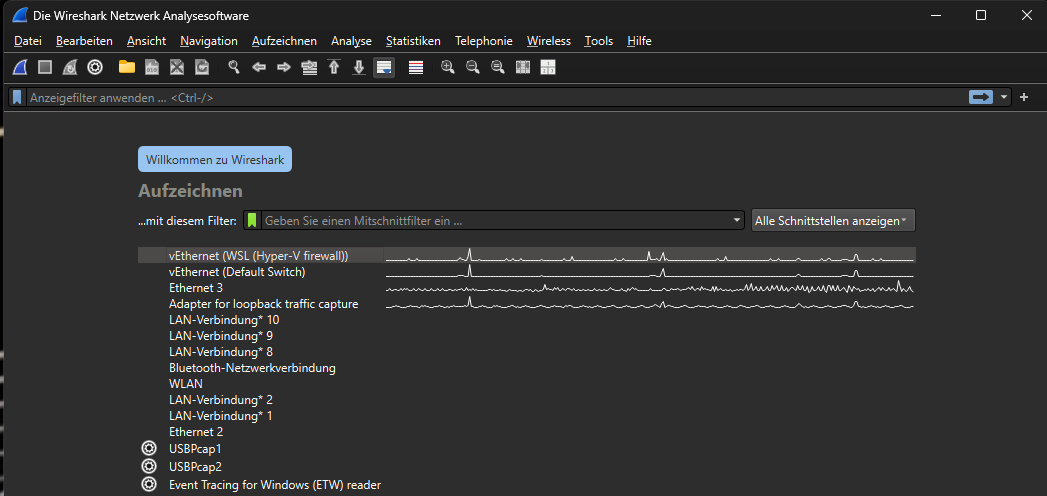 Die Wireshark Netzwerk Analysesoftware
Datei Bearbeiten Ansicht Navigation Aufzeichnen Analyse Statistiken Telephonie Wireless Tools Hilfe
Anzeigefilter anwenden ... <Ctrl-/>
Willkommen zu Wireshark
Aufzeichnen
...mit diesem Filter: Geben Sie einen Mitschnittfilter ein ... Alle Schnittstellen anzeigen
vEthernet (WSL (Hyper-V firewall))
vEthernet (Default Switch)
Ethernet 3
Adapter for loopback traffic capture
LAN-Verbindung* 10
LAN-Verbindung* 9
LAN-Verbindung* 8
Bluetooth-Netzwerkverbindung
WLAN
LAN-Verbindung* 2
LAN-Verbindung* 1
Ethernet 2
USBPcap1
USBPcap2
Event Tracing for Windows (ETW) reader